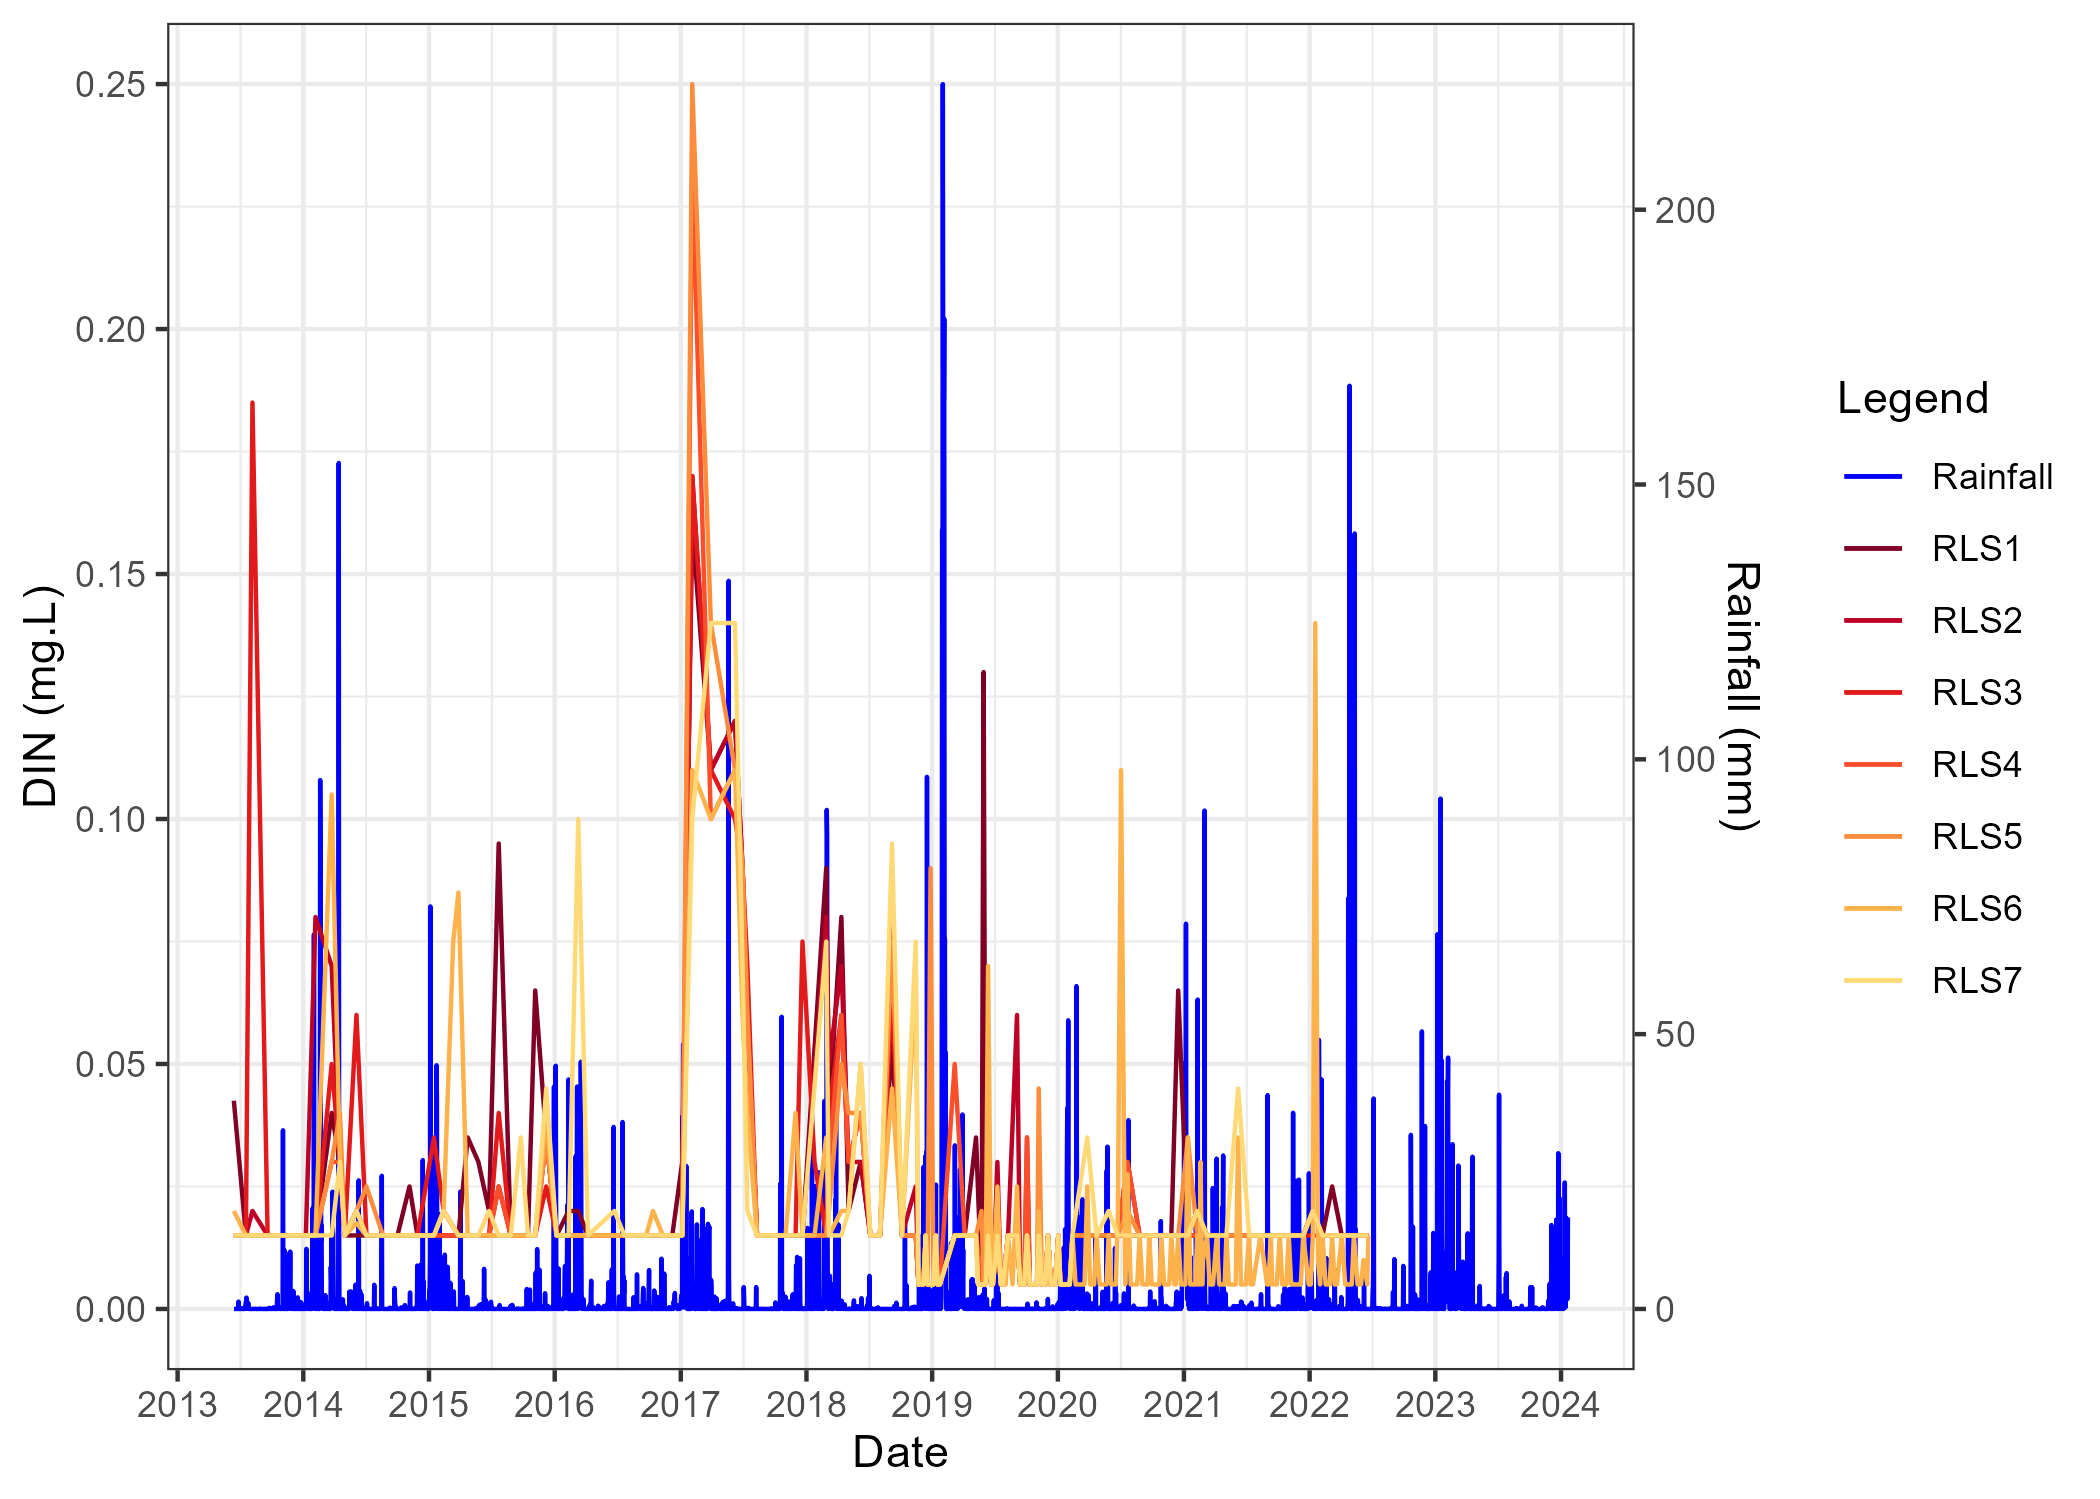 0.25
0.20
0.15
0.10
0.05
0.00
DIN (mg.L)
200
150
100
50
0
Rainfall (mm)
2013 2014 2015 2016 2017 2018 2019 2020 2021 2022 2023 2024
Date
Legend
Rainfall
RLS1
RLS2
RLS3
RLS4
RLS5
RLS6
RLS7